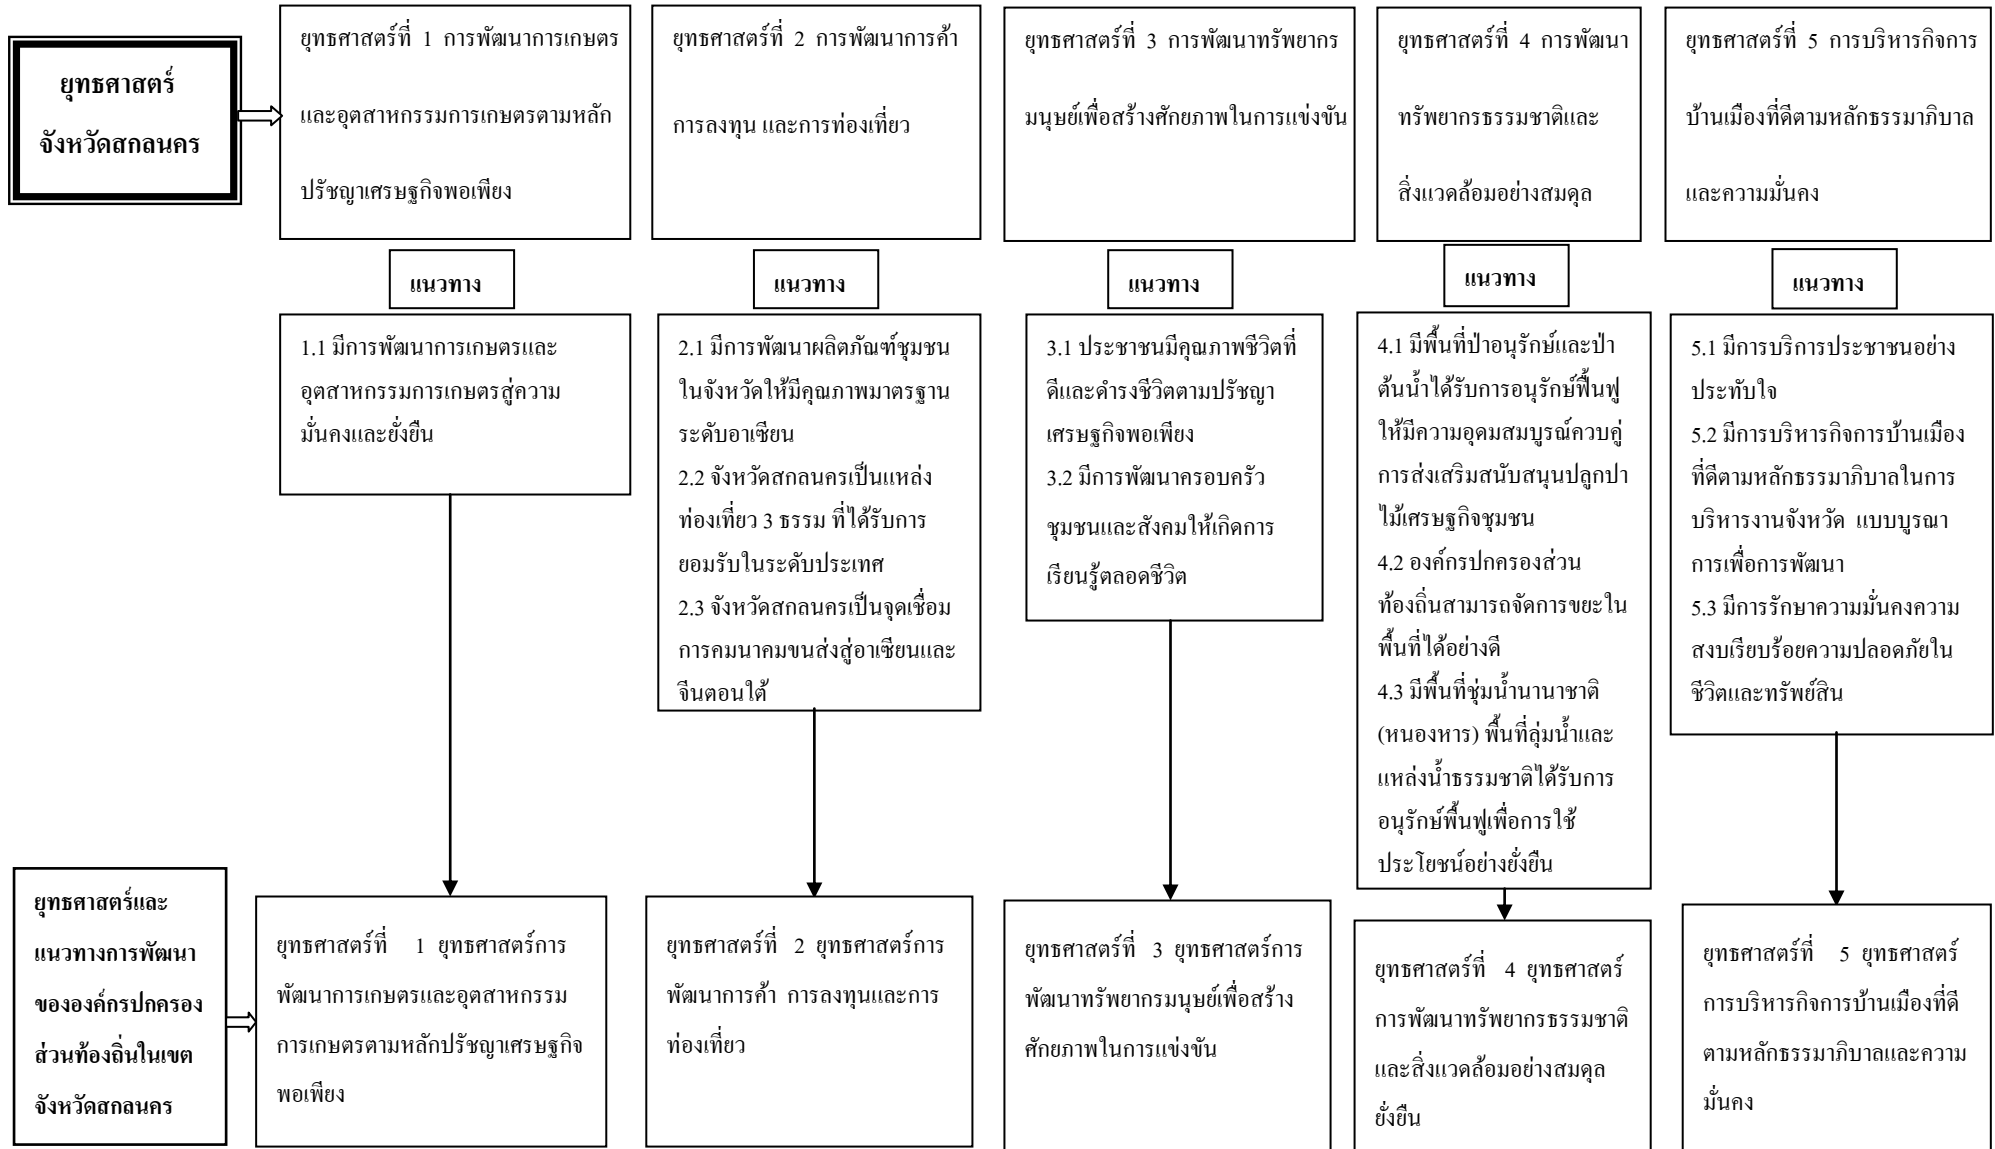 ยุทธศาสตร์
จังหวัดสกลนคร
ยุทธศาสตร์ที่ 1 การพัฒนาการเกษตร
และอุตสาหกรรมการเกษตรตามหลัก
ปรัชญาเศรษฐกิจพอเพียง
ยุทธศาสตร์ที่ 2 การพัฒนาการค้า
การลงทุน และการท่องเที่ยว
ยุทธศาสตร์ที่ 3 การพัฒนาทรัพยากร
มนุษย์เพื่อสร้างศักยภาพในการแข่งขัน
ยุทธศาสตร์ที่ 4 การพัฒนา
ทรัพยากรธรรมชาติและ
สิ่งแวดล้อมอย่างสมดุล
ยุทธศาสตร์ที่ 5 การบริหารกิจการ
บ้านเมืองที่ดีตามหลักธรรมาภิบาล
และความมั่นคง
แนวทาง
แนวทาง
แนวทาง
แนวทาง
แนวทาง
1.1 มีการพัฒนาการเกษตรและ
อุตสาหกรรมการเกษตรสู่ความ
มั่นคงและยั่งยืน
2.1 มีการพัฒนาผลิตภัณฑ์ชุมชน
ในจังหวัดให้มีคุณภาพมาตรฐาน
ระดับอาเซียน
2.2 จังหวัดสกลนครเป็นแหล่ง
ท่องเที่ยว 3 ธรรม ที่ได้รับการ
ยอมรับในระดับประเทศ
2.3 จังหวัดสกลนครเป็นจุดเชื่อม
การคมนาคมขนส่งสู่อาเซียนและ
จีนตอนใต้
3.1 ประชาชนมีคุณภาพชีวิตที่
ดีและดำรงชีวิตตามปรัชญา
เศรษฐกิจพอเพียง
3.2 มีการพัฒนาครอบครัว
ชุมชนและสังคมให้เกิดการ
เรียนรู้ตลอดชีวิต
4.1 มีพื้นที่ป่าอนุรักษ์และป่า
ต้นน้ำได้รับการอนุรักษ์ฟื้นฟู
ให้มีความอุดมสมบูรณ์ควบคู่
การส่งเสริมสนับสนุนปลูกปา
ไม้เศรษฐกิจชุมชน
4.2 องค์กรปกครองส่วน
ท้องถิ่นสามารถจัดการขยะใน
พื้นที่ได้อย่างดี
4.3 มีพื้นที่ชุ่มน้ำนานาชาติ
(หนองหาร) พื้นที่ลุ่มน้ำและ
แหล่งน้ำธรรมชาติได้รับการ
อนุรักษ์พื้นฟูเพื่อการใช้
ประโยชน์อย่างยั่งยืน
5.1 มีการบริการประชาชนอย่าง
ประทับใจ
5.2 มีการบริหารกิจการบ้านเมือง
ที่ดีตามหลักธรรมาภิบาลในการ
บริหารงานจังหวัด แบบบูรณา
การเพื่อการพัฒนา
5.3 มีการรักษาความมั่นคงความ
สงบเรียบร้อยความปลอดภัยใน
ชีวิตและทรัพย์สิน
ยุทธศาสตร์และ
แนวทางการพัฒนา
ขององค์กรปกครอง
ส่วนท้องถิ่นในเขต
จังหวัดสกลนคร
ยุทธศาสตร์ที่ 1 ยุทธศาสตร์การ
พัฒนาการเกษตรและอุตสาหกรรม
การเกษตรตามหลักปรัชญาเศรษฐกิจ
พอเพียง
ยุทธศาสตร์ที่ 2 ยุทธศาสตร์การ
พัฒนาการค้า การลงทุนและการ
ท่องเที่ยว
ยุทธศาสตร์ที่ 3 ยุทธศาสตร์การ
พัฒนาทรัพยากรมนุษย์เพื่อสร้าง
ศักยภาพในการแข่งขัน
ยุทธศาสตร์ที่ 4 ยุทธศาสตร์
การพัฒนาทรัพยากรธรรมชาติ
และสิ่งแวดล้อมอย่างสมดุล
ยั่งยืน
ยุทธศาสตร์ที่ 5 ยุทธศาสตร์
การบริหารกิจการบ้านเมืองที่ดี
ตามหลักธรรมาภิบาลและความ
มั่นคง